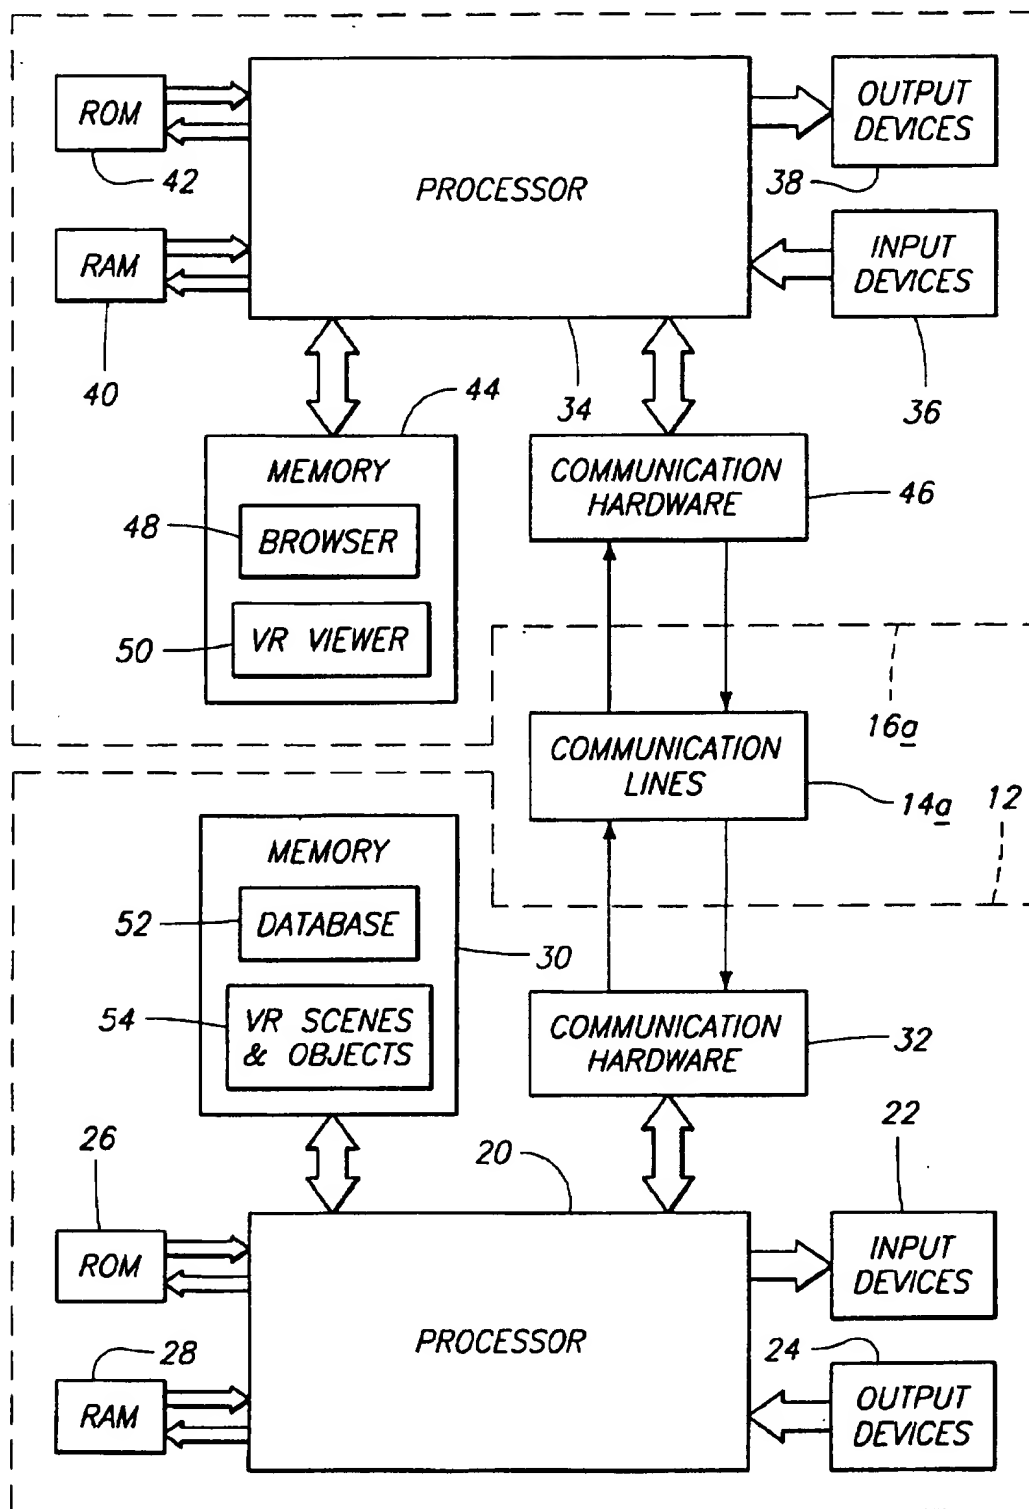 ROM
42
PROCESSOR
OUTPUT
DEVICES
38
RAM
40
INPUT
DEVICES
36
34
44
MEMORY
48
BROWSER
50
VR VIEWER
COMMUNICATION
HARDWARE
46
16a
COMMUNICATION
LINES
14a
12
MEMORY
52
DATABASE
30
54
VR SCENES
& OBJECTS
COMMUNICATION
HARDWARE
32
26
20
22
ROM
PROCESSOR
INPUT
DEVICES
28
RAM
24
OUTPUT
DEVICES